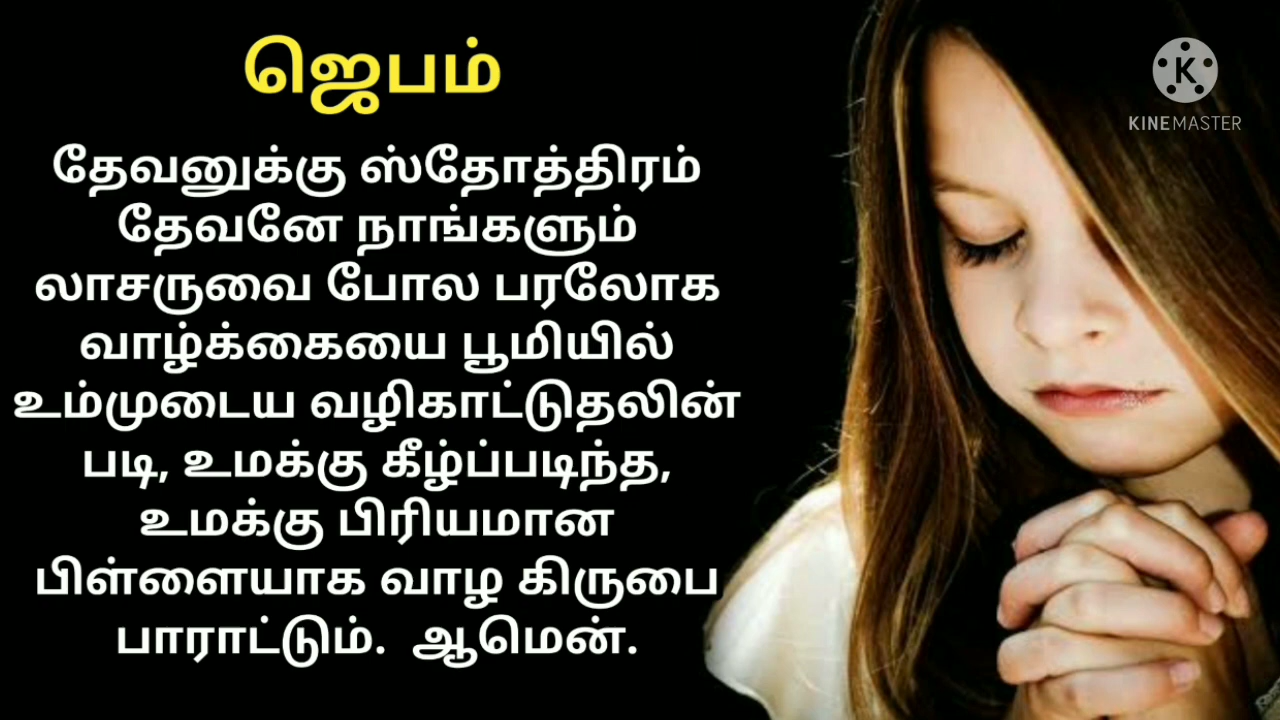 ஜெபம்
தேவனுக்கு ஸ்தோத்திரம்
தேவனே நாங்களும்
லாசருவை போல பரலோக
வாழ்க்கையை பூமியில்
உம்முடைய வழிகாட்டுதலின்
படி, உமக்கு கீழ்ப்படிந்த,
உமக்கு பிரியமான
பிள்ளையாக வாழ கிருபை
பாராட்டும்.  ஆமென்.
K
KINEMASTER